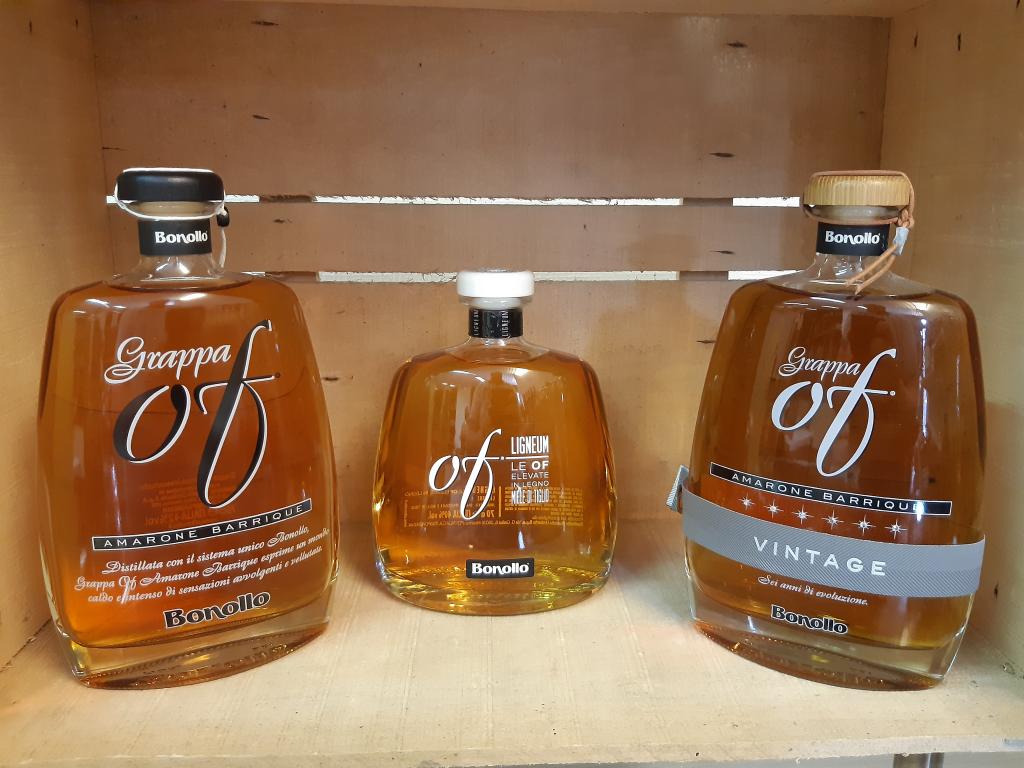 Bonollo
Grappa
of.
AMARONE BARRIQUE
Distillata con il sistema unico Bonollo,
Grappa Of Amarone Barrique esprime un mondo
caldo e intenso di sensazioni avvolgenti e vellutate.
Bonollo
LIGNEUM
of.
LIGNEUM
LE OF
ELEVATE
IN LEGNO
MIELE DI TIGLIO
Bonollo
Bonollo
Grappa
of.
AMARONE BARRIQUE
VINTAGE
Sei anni di evoluzione.
Bonollo